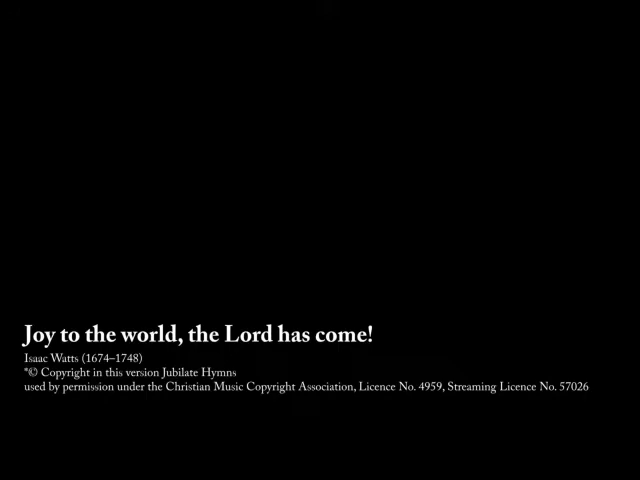 Joy to the world, the Lord has come!
Isaac Watts (1674–1748)
*© Copyright in this version Jubilate Hymns
used by permission under the Christian Music Copyright Association, Licence No. 4959, Streaming Licence No. 57026